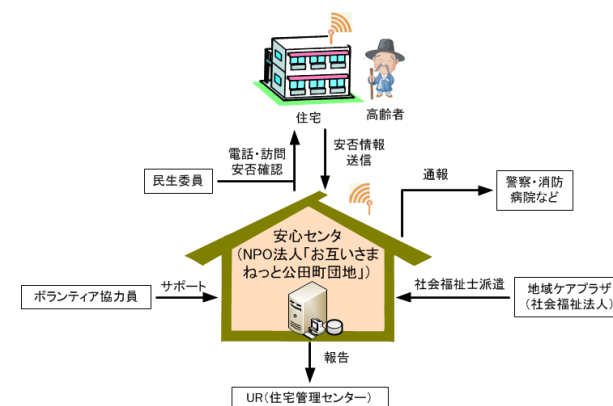 住宅
高齢者
電話・訪問
安否確認
安否情報
送信
民生委員
通報
警察・消防
病院など
安心センタ
(NPO法人「お互いさま
ねっと公田町団地」)
ボランティア協力員
サポート
社会福祉士派遣
地域ケアプラザ
(社会福祉法人)
報告
UR(住宅管理センター)